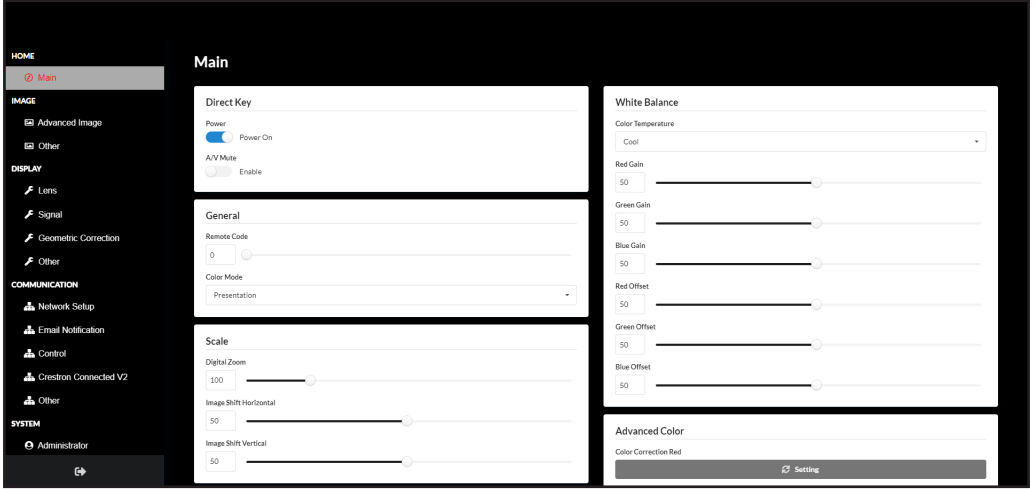 HOME
Main
IMAGE
Advanced Image
Other
DISPLAY
Lens
Signal
Geometric Correction
Other
COMMUNICATION
Network Setup
Email Notification
Control
Crestron Connected V2
Other
SYSTEM
Administrator
Main
Direct Key
Power
Power On
A/V Mute
Enable
General
Remote Code
0
Color Mode
Presentation
Scale
Digital Zoom
100
Image Shift Horizontal
50
Image Shift Vertical
50
White Balance
Color Temperature
Cool
Red Gain
50
Green Gain
50
Blue Gain
50
Red Offset
50
Green Offset
50
Blue Offset
50
Advanced Color
Color Correction Red
Setting